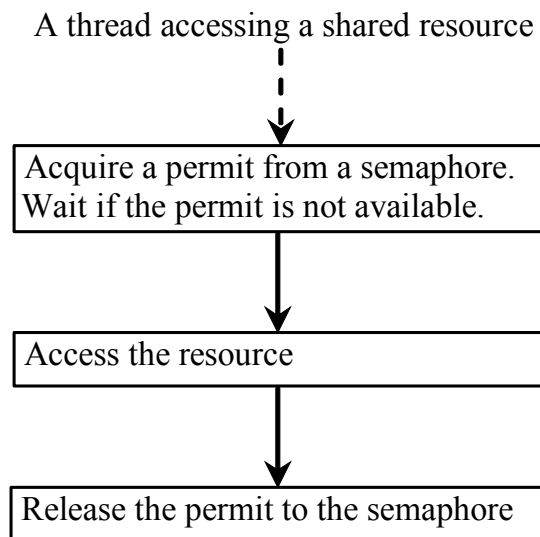 A thread accessing a shared resource
Acquire a permit from a semaphore.
Wait if the permit is not available.
Access the resource
Release the permit to the semaphore